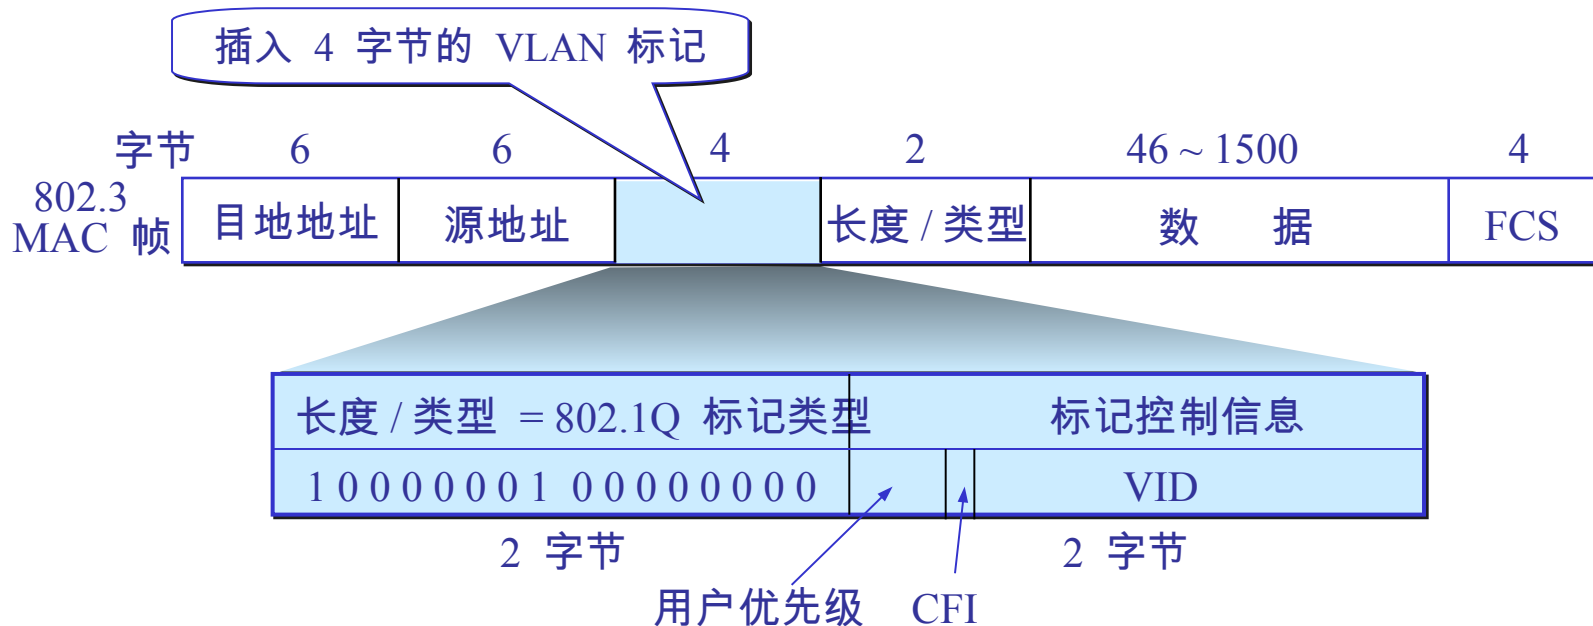 插入 4 字节的 VLAN 标记
字节 6 6 4 2 46 ~ 1500 4
802.3
MAC 帧
目地地址 源地址 长度 / 类型 数 据 FCS
长度 / 类型 = 802.1Q 标记类型 标记控制信息
1 0 0 0 0 0 0 1 0 0 0 0 0 0 0 0 VID
2 字节 2 字节
用户优先级 CFI